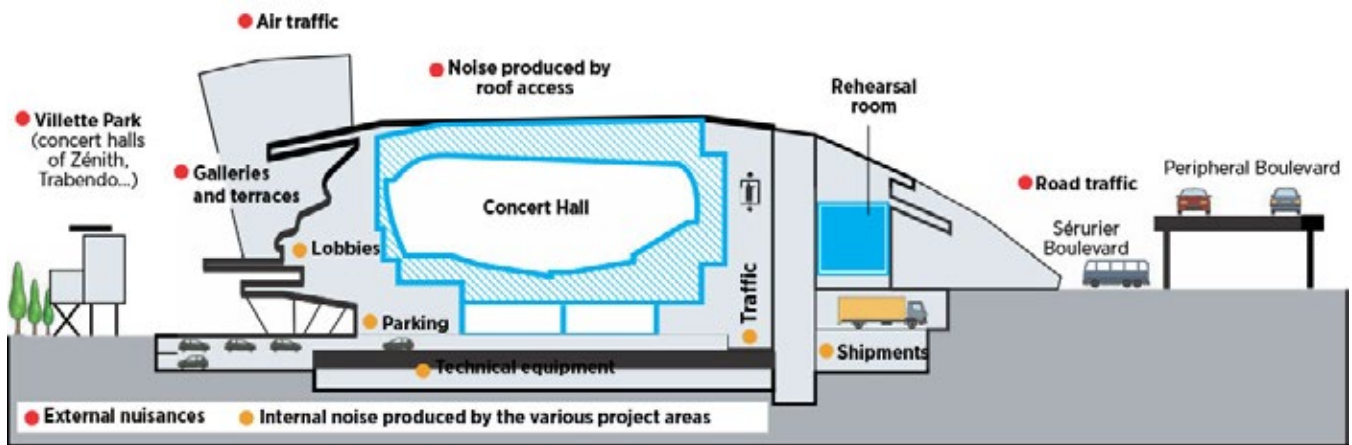 Air traffic
Noise produced by
roof access
Rehearsal
room
Villette Park
(concert halls
of Zénith,
Trabendo...)
Galleries
and terraces
Road traffic
Peripheral Boulevard
Concert Hall
Sérurier
Boulevard
Lobbies
Traffic
Parking
Shipments
Technical equipment
External nuisances
Internal noise produced by the various project areas